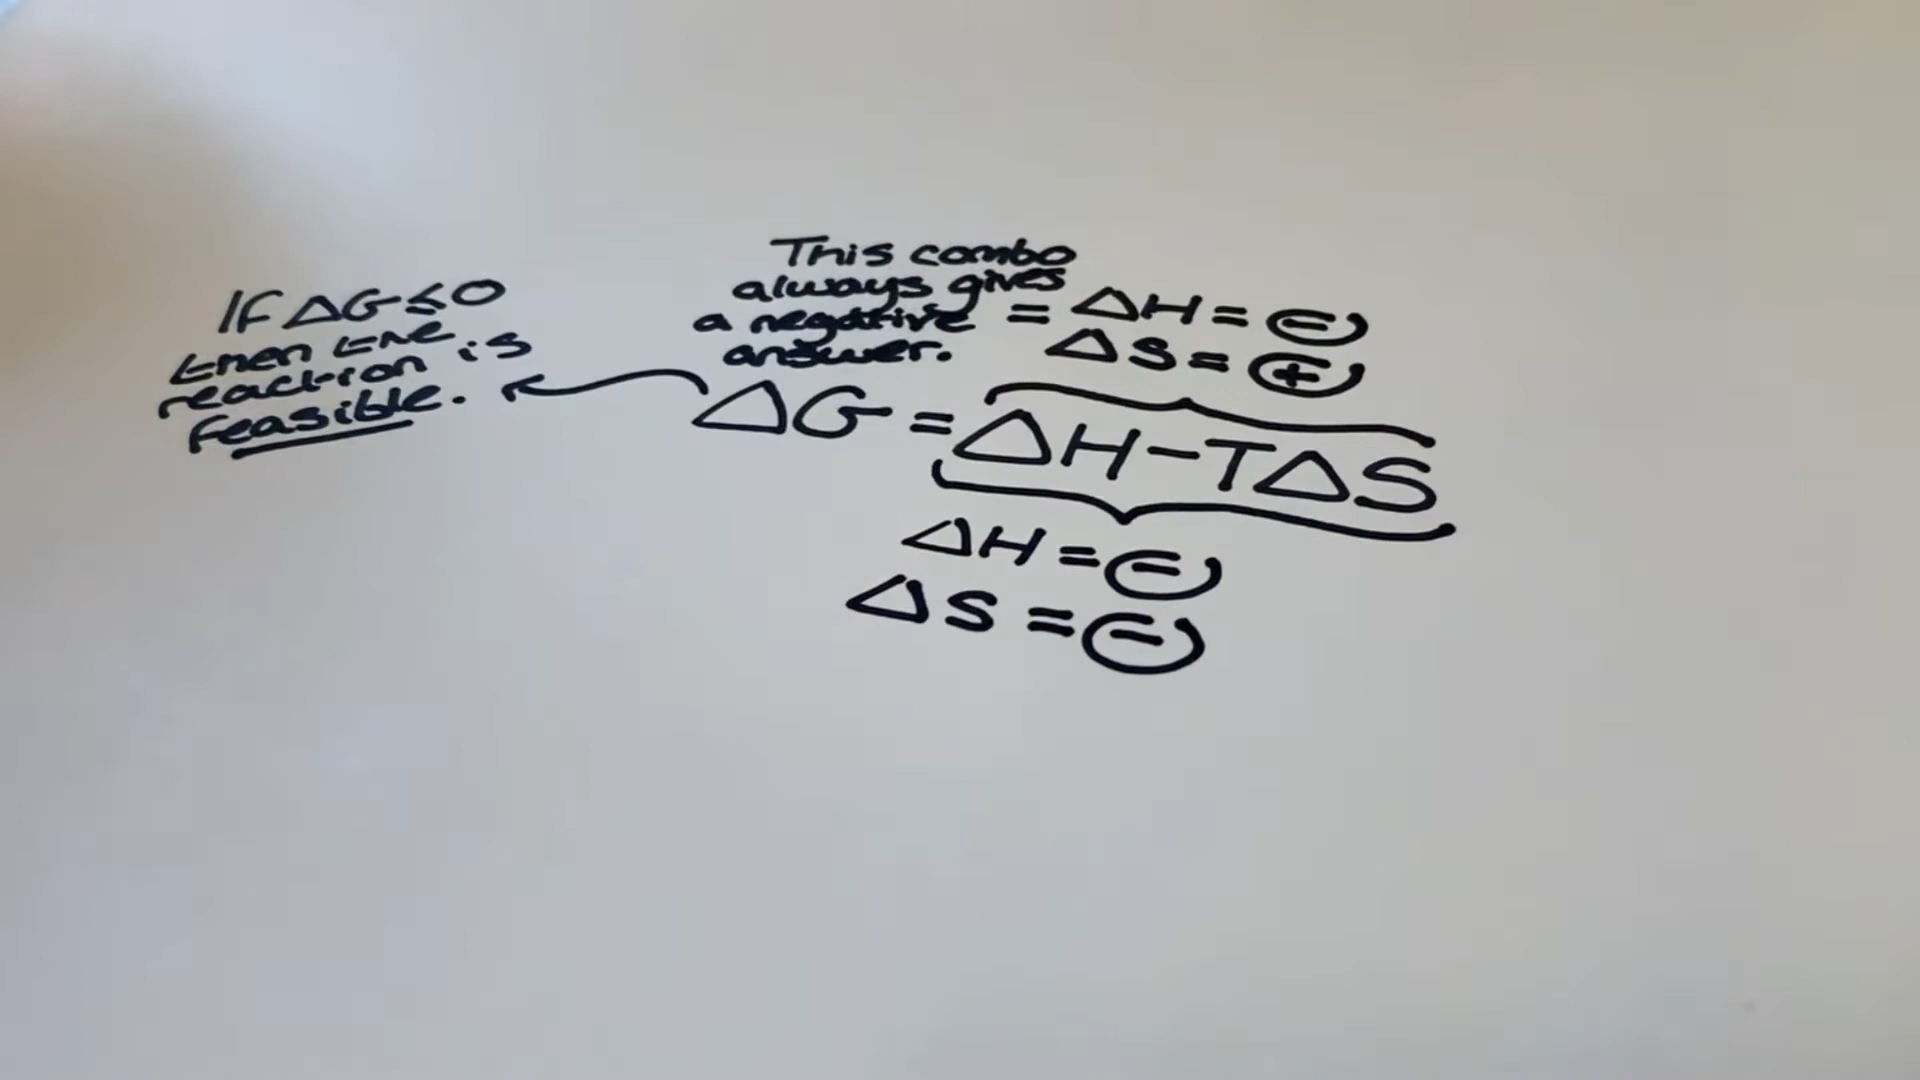 If ΔG ≤ 0
then the
reaction is
feasible.
This combo
always gives
a negative
answer.
= ΔH = ⊖
ΔS = ⊕
ΔG = ΔH - TΔS
ΔH = ⊖
ΔS = ⊖